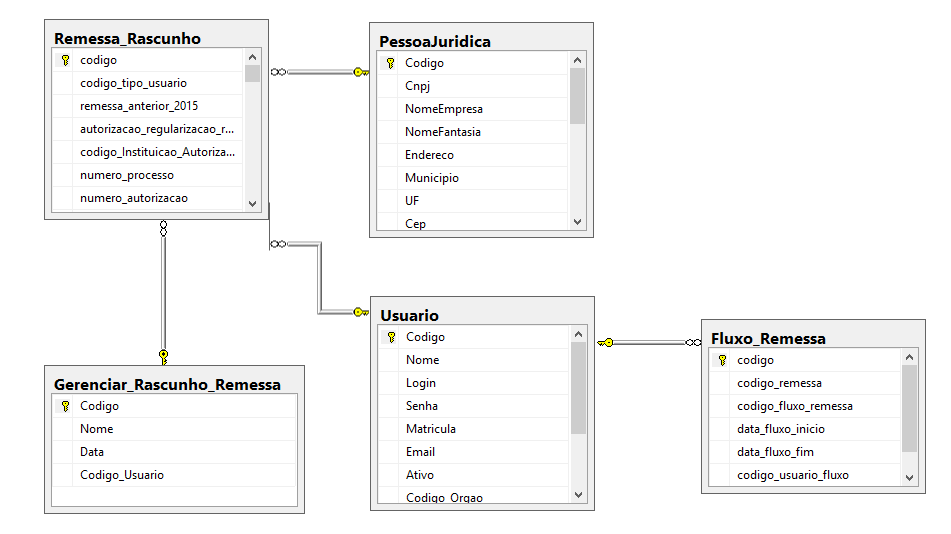 Remessa_Rascunho
codigo
codigo_tipo_usuario
remessa_anterior_2015
autorizacao_regularizacao_r...
codigo_Instituicao_Autoriza...
numero_processo
numero_autorizacao
PessoaJuridica
Codigo
Cnpj
NomeEmpresa
NomeFantasia
Endereco
Municipio
UF
Cep
Usuario
Codigo
Nome
Login
Senha
Matricula
Email
Ativo
Codigo_Orgao
Fluxo_Remessa
codigo
codigo_remessa
codigo_fluxo_remessa
data_fluxo_inicio
data_fluxo_fim
codigo_usuario_fluxo
Gerenciar_Rascunho_Remessa
Codigo
Nome
Data
Codigo_Usuario